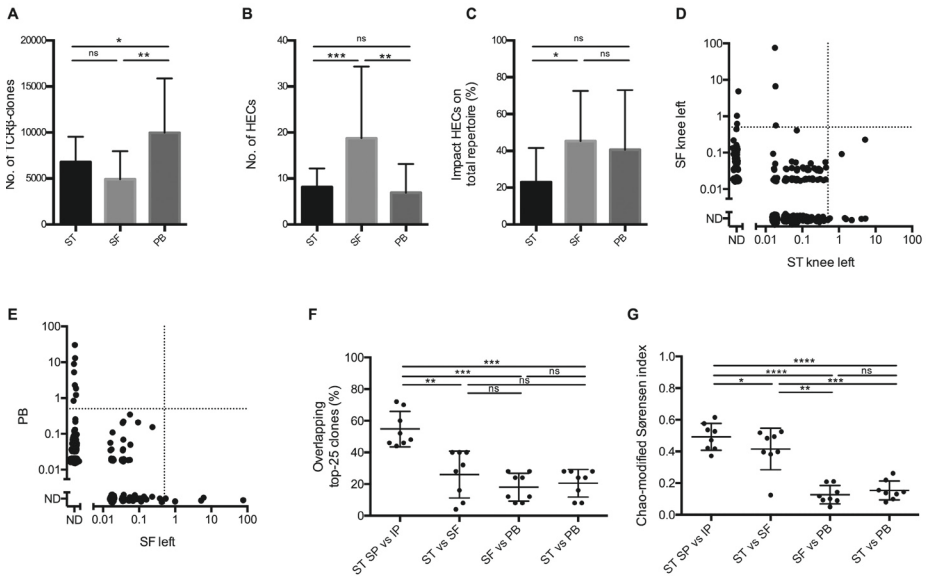 A
No. of TCRβ-clones
20000
15000
10000
5000
0
*
ns
**
ST
SF
PB
B
No. of HECs
40
30
20
10
0
ns
***
**
ST
SF
PB
C
Impact HECs on
total repertoire (%)
100
80
60
40
20
0
ns
*
ns
ST
SF
PB
D
SF knee left
100
10
1
0.1
0.01
ND
ND
0.01
0.1
1
10
100
ST knee left
E
PB
100
10
1
0.1
0.01
ND
ND
0.01
0.1
1
10
100
SF left
F
Overlapping
top-25 clones (%)
100
80
60
40
20
0
***
***
ns
**
ns
ns
ST SP vs IP
ST vs SF
SF vs PB
ST vs PB
G
Chao-modified Sørensen index
1.0
0.8
0.6
0.4
0.2
0.0
****
****
ns
*
***
**
ST SP vs IP
ST vs SF
SF vs PB
ST vs PB